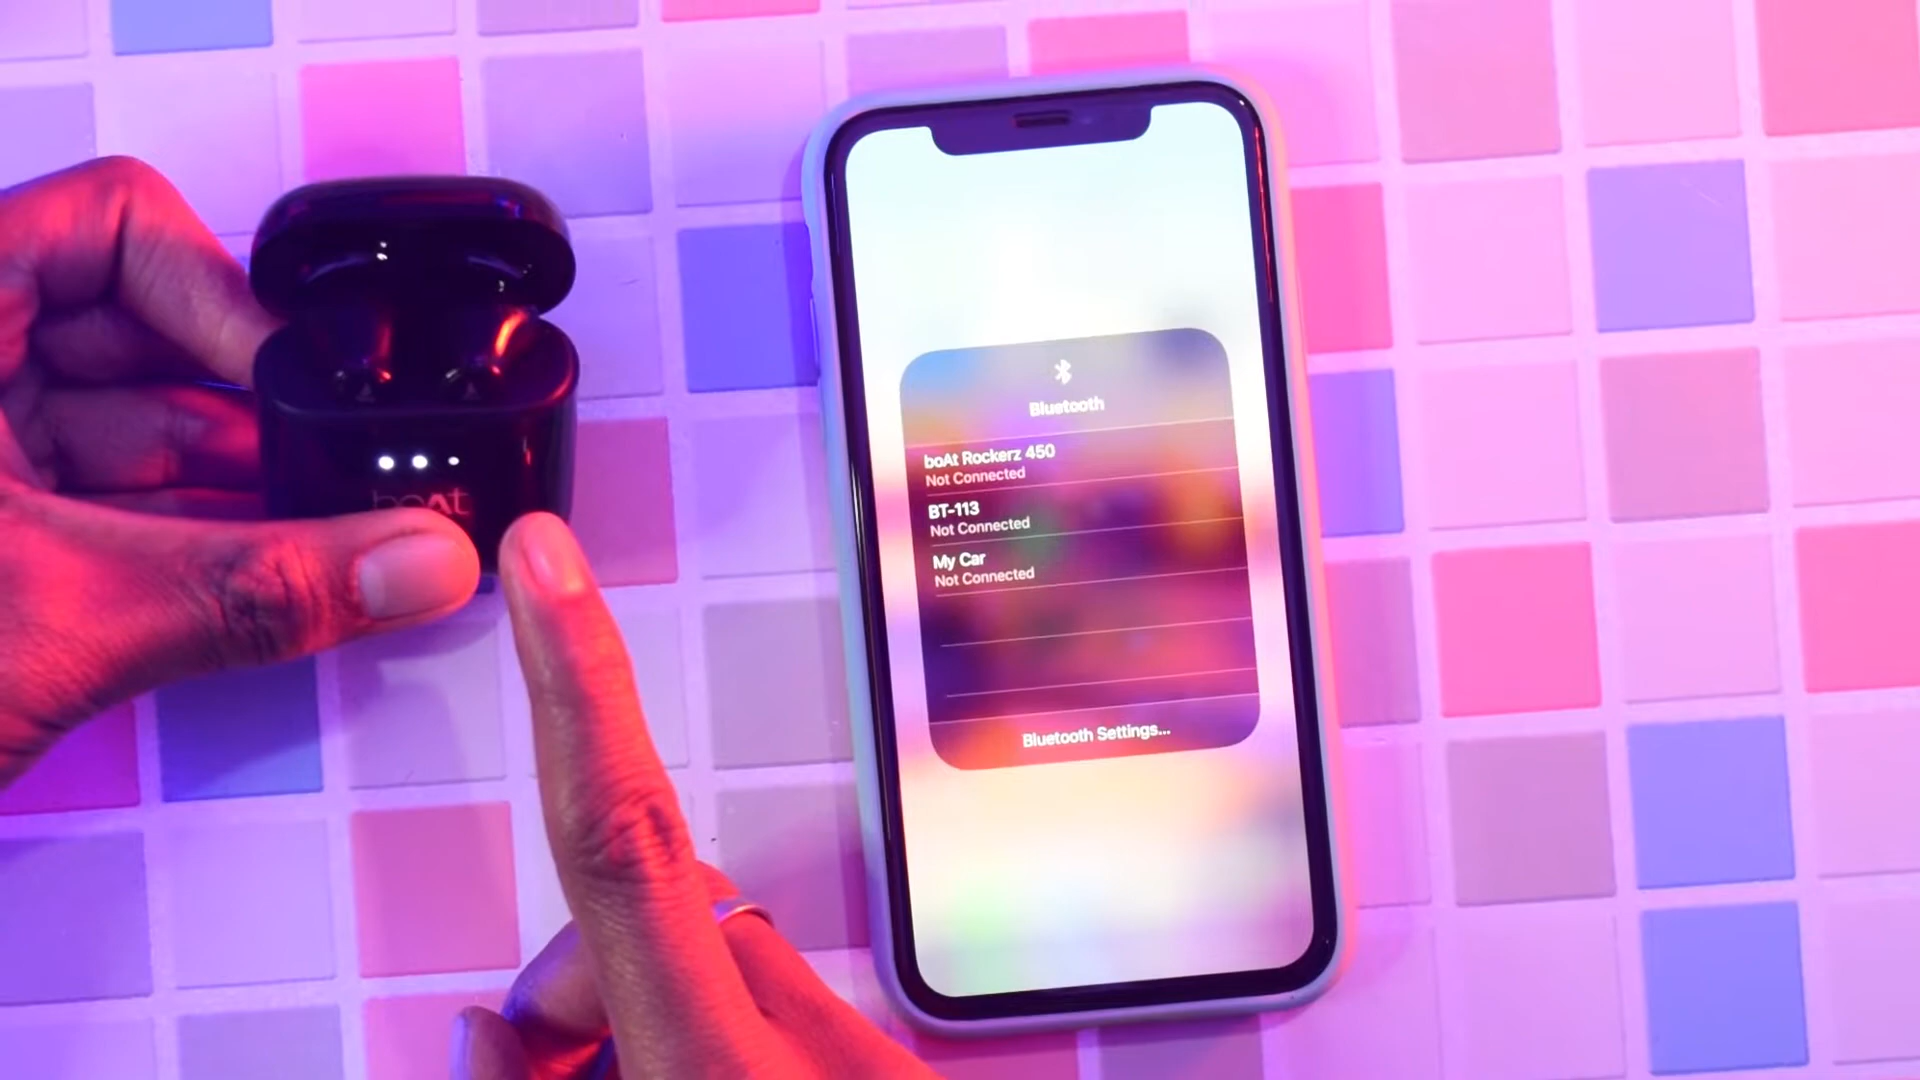 boAt
Bluetooth
boAt Rockerz 450
Not Connected
BT-113
Not Connected
My Car
Not Connected
Bluetooth Settings...